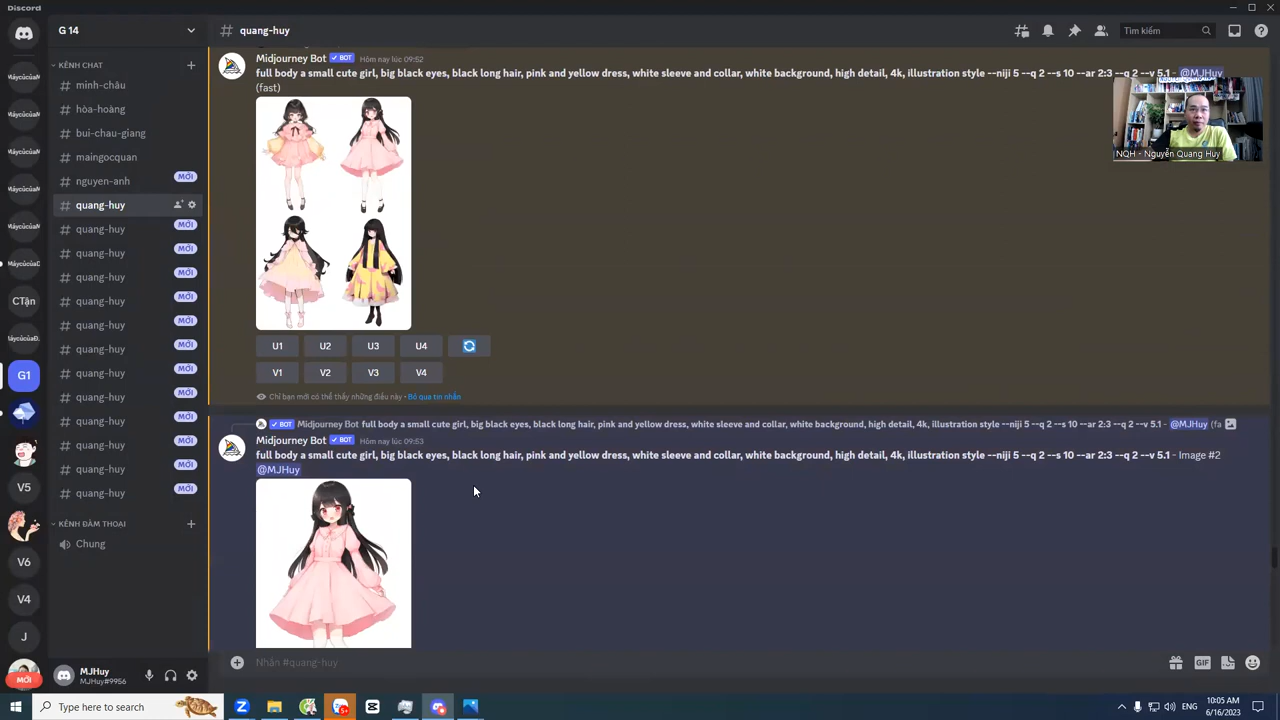 Discord
G 14
quang-huy
Tìm kiếm
KÊNH CHAT
minh-châu
hòa-hoàng
bui-chau-giang
maingocquan
nguyen-anh
MỚI
quang-huy
quang-huy
MỚI
quang-huy
MỚI
quang-huy
MỚI
quang-huy
MỚI
quang-huy
MỚI
quang-huy
MỚI
quang-huy
MỚI
quang-huy
MỚI
quang-huy
MỚI
quang-huy
MỚI
quang-huy
MỚI
quang-huy
MỚI
KÊNH ĐÀM THOẠI
Chung
CTận
G1
V5
V6
V4
J
MỚI
MJHuy
MJHuy#9956
Midjourney Bot BOT Hôm nay lúc 09:52
full body a small cute girl, big black eyes, black long hair, pink and yellow dress, white sleeve and collar, white background, high detail, 4k, illustration style --niji 5 --q 2 --s 10 --ar 2:3 --q 2 --v 5.1 - @MJHuy
(fast)
U1 U2 U3 U4
V1 V2 V3 V4
Chỉ bạn mới có thể thấy những điều này • Bỏ qua tin nhắn
BOT Midjourney Bot full body a small cute girl, big black eyes, black long hair, pink and yellow dress, white sleeve and collar, white background, high detail, 4k, illustration style --niji 5 --q 2 --s 10 --ar 2:3 --q 2 --v 5.1 - @MJHuy (fa
Midjourney Bot BOT Hôm nay lúc 09:53
full body a small cute girl, big black eyes, black long hair, pink and yellow dress, white sleeve and collar, white background, high detail, 4k, illustration style --niji 5 --q 2 --s 10 --ar 2:3 --q 2 --v 5.1 - Image #2
@MJHuy
Nhắn #quang-huy
GIF
NQH - Nguyễn Quang Huy
Type here to search
5+
ENG
10:05 AM
6/16/2023